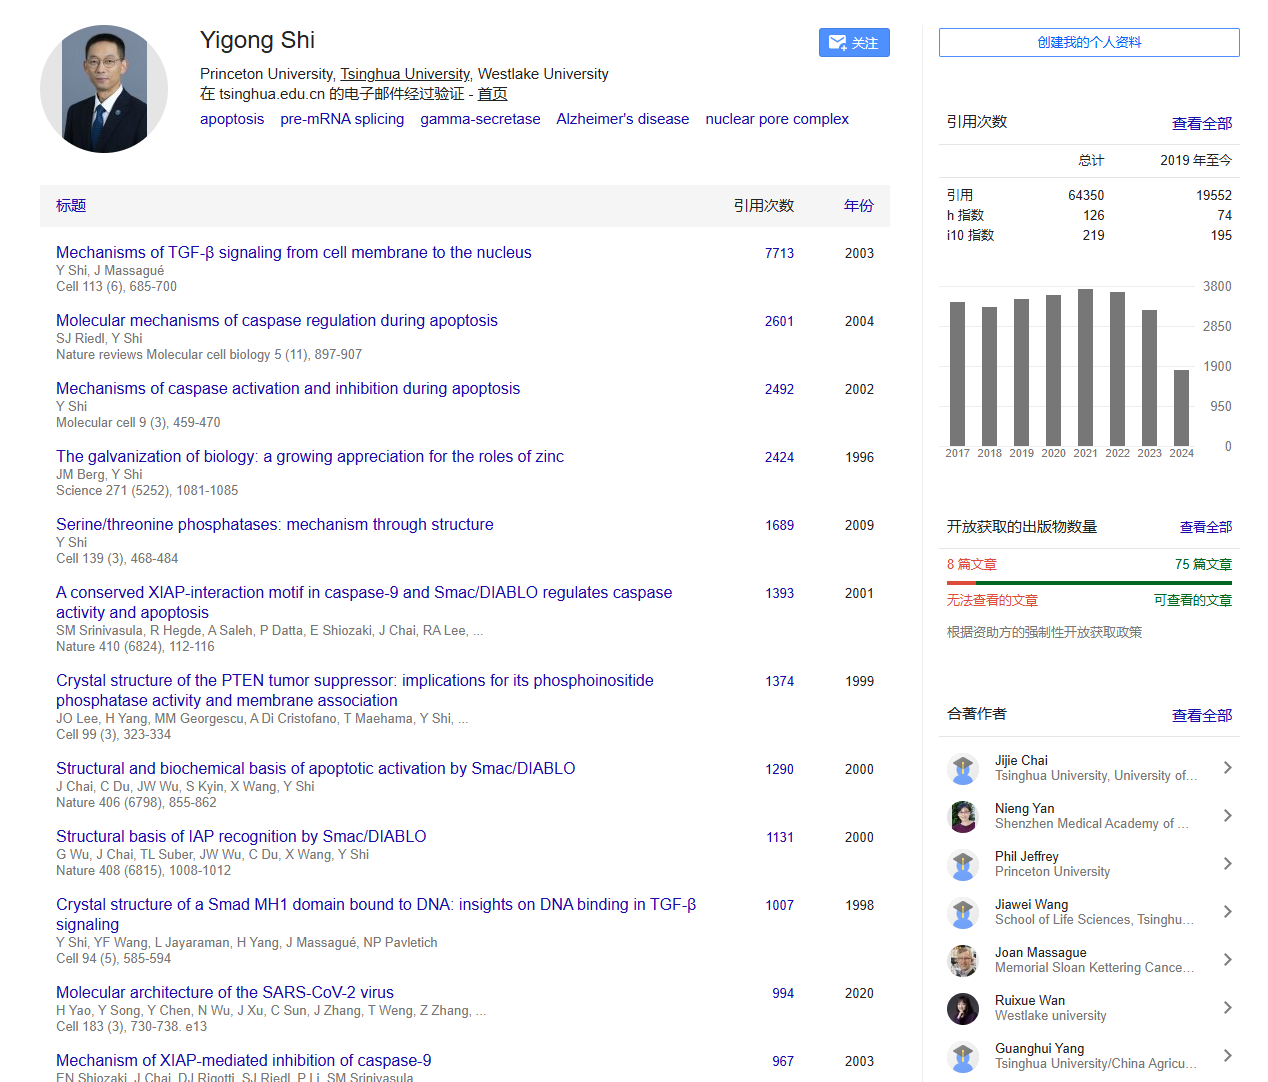 Yigong Shi
关注
Princeton University, Tsinghua University, Westlake University
在 tsinghua.edu.cn 的电子邮件经过验证 - 首页
apoptosis pre-mRNA splicing gamma-secretase Alzheimer's disease nuclear pore complex
标题 引用次数 年份
Mechanisms of TGF-β signaling from cell membrane to the nucleus 7713 2003
Y Shi, J Massagué
Cell 113 (6), 685-700
Molecular mechanisms of caspase regulation during apoptosis 2601 2004
SJ Riedl, Y Shi
Nature reviews Molecular cell biology 5 (11), 897-907
Mechanisms of caspase activation and inhibition during apoptosis 2492 2002
Y Shi
Molecular cell 9 (3), 459-470
The galvanization of biology: a growing appreciation for the roles of zinc 2424 1996
JM Berg, Y Shi
Science 271 (5252), 1081-1085
Serine/threonine phosphatases: mechanism through structure 1689 2009
Y Shi
Cell 139 (3), 468-484
A conserved XIAP-interaction motif in caspase-9 and Smac/DIABLO regulates caspase 1393 2001
activity and apoptosis
SM Srinivasula, R Hegde, A Saleh, P Datta, E Shiozaki, J Chai, RA Lee, ...
Nature 410 (6824), 112-116
Crystal structure of the PTEN tumor suppressor: implications for its phosphoinositide 1374 1999
phosphatase activity and membrane association
JO Lee, H Yang, MM Georgescu, A Di Cristofano, T Maehama, Y Shi, ...
Cell 99 (3), 323-334
Structural and biochemical basis of apoptotic activation by Smac/DIABLO 1290 2000
J Chai, C Du, JW Wu, S Kyin, X Wang, Y Shi
Nature 406 (6798), 855-862
Structural basis of IAP recognition by Smac/DIABLO 1131 2000
G Wu, J Chai, TL Suber, JW Wu, C Du, X Wang, Y Shi
Nature 408 (6815), 1008-1012
Crystal structure of a Smad MH1 domain bound to DNA: insights on DNA binding in TGF-β 1007 1998
signaling
Y Shi, YF Wang, L Jayaraman, H Yang, J Massagué, NP Pavletich
Cell 94 (5), 585-594
Molecular architecture of the SARS-CoV-2 virus 994 2020
H Yao, Y Song, Y Chen, N Wu, J Xu, C Sun, J Zhang, T Weng, Z Zhang, ...
Cell 183 (3), 730-738. e13
Mechanism of XIAP-mediated inhibition of caspase-9 967 2003
EN Shiozaki, J Chai, DJ Rigotti, SJ Riedl, P Li, SM Srinivasula
创建我的个人资料
引用次数 查看全部
总计 2019 年至今
引用 64350 19552
h 指数 126 74
i10 指数 219 195
3800
2850
1900
950
0
2017 2018 2019 2020 2021 2022 2023 2024
开放获取的出版物数量 查看全部
8 篇文章 75 篇文章
无法查看的文章 可查看的文章
根据资助方的强制性开放获取政策
合著作者 查看全部
Jijie Chai
Tsinghua University, University of...
Nieng Yan
Shenzhen Medical Academy of ...
Phil Jeffrey
Princeton University
Jiawei Wang
School of Life Sciences, Tsinghu...
Joan Massague
Memorial Sloan Kettering Cance...
Ruixue Wan
Westlake university
Guanghui Yang
Tsinghua University/China Agricu...